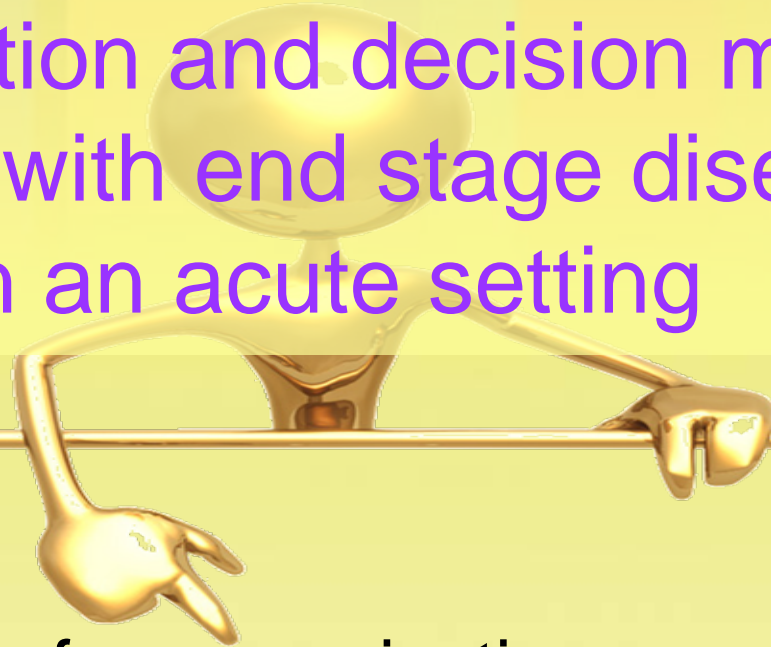 tion and decision m
with end stage dise
an acute setting